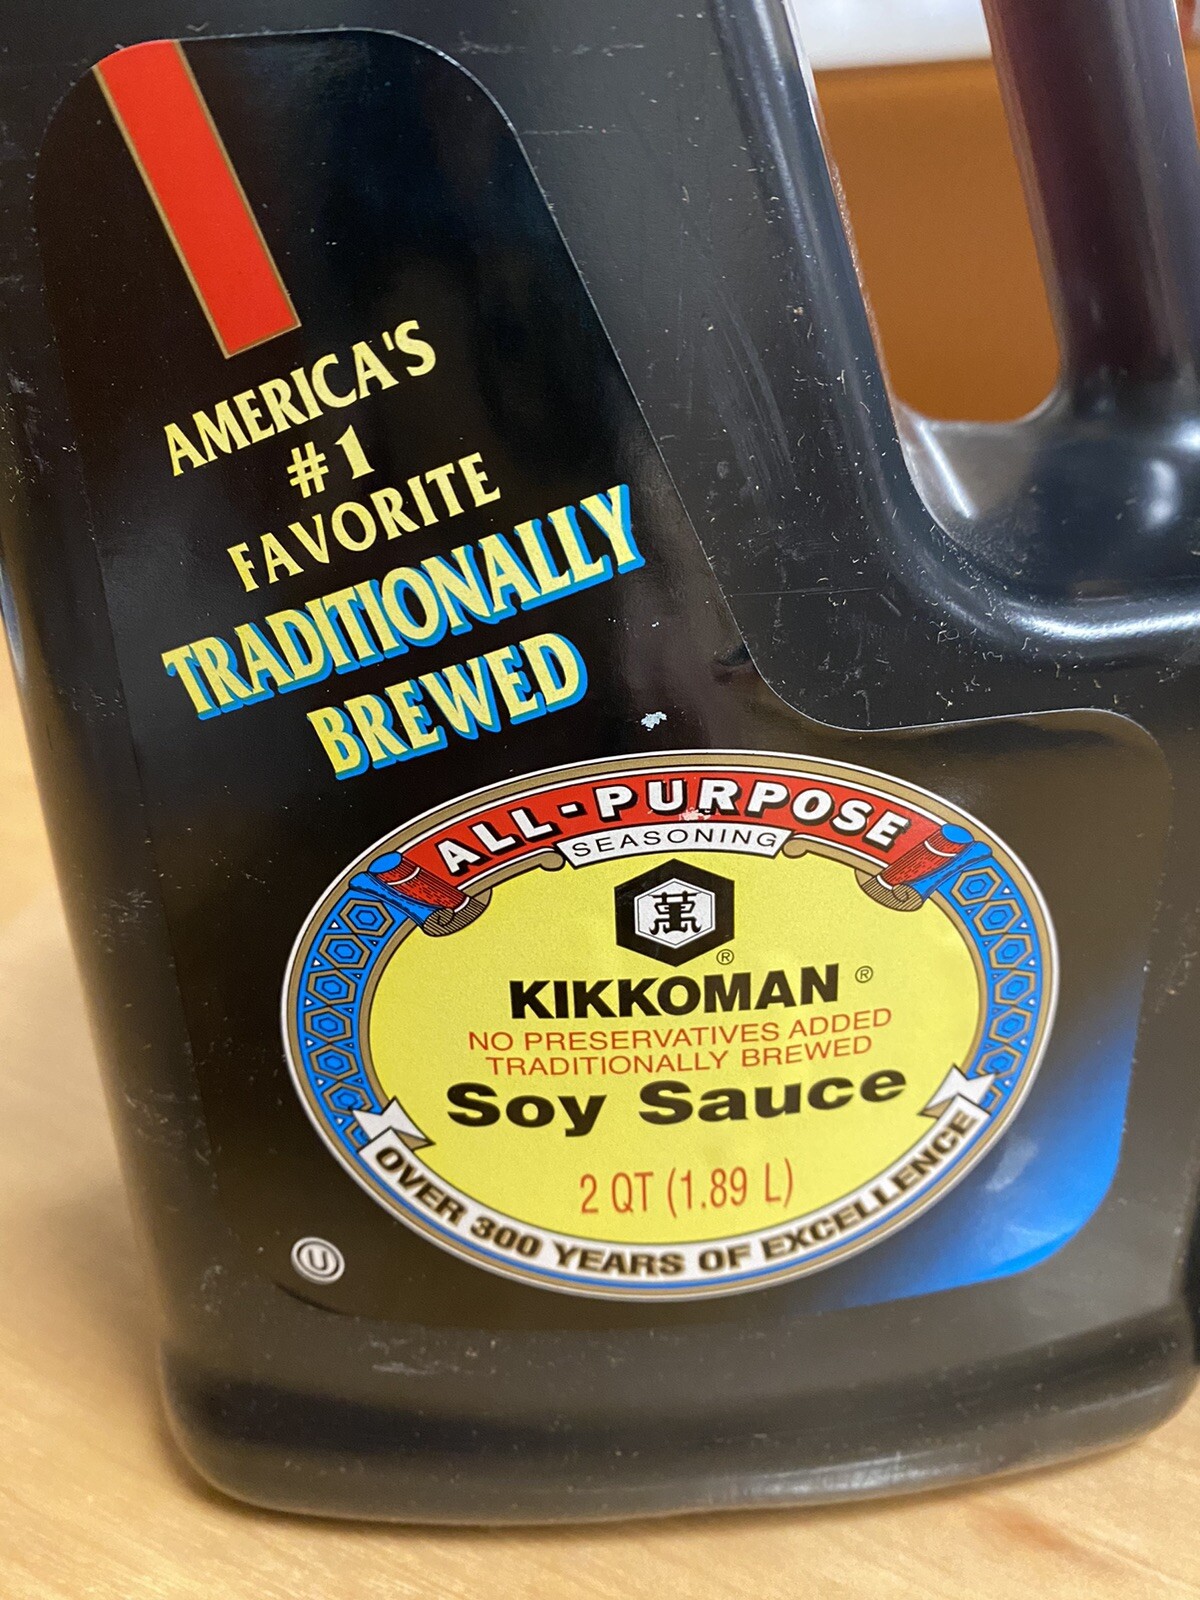 AMERICA'S
#1
FAVORITE
TRADITIONALLY
BREWED
ALL-PURPOSE
SEASONING
萬
®
KIKKOMAN ®
NO PRESERVATIVES ADDED
TRADITIONALLY BREWED
Soy Sauce
2 QT (1.89 L)
OVER 300 YEARS OF EXCELLENCE
U